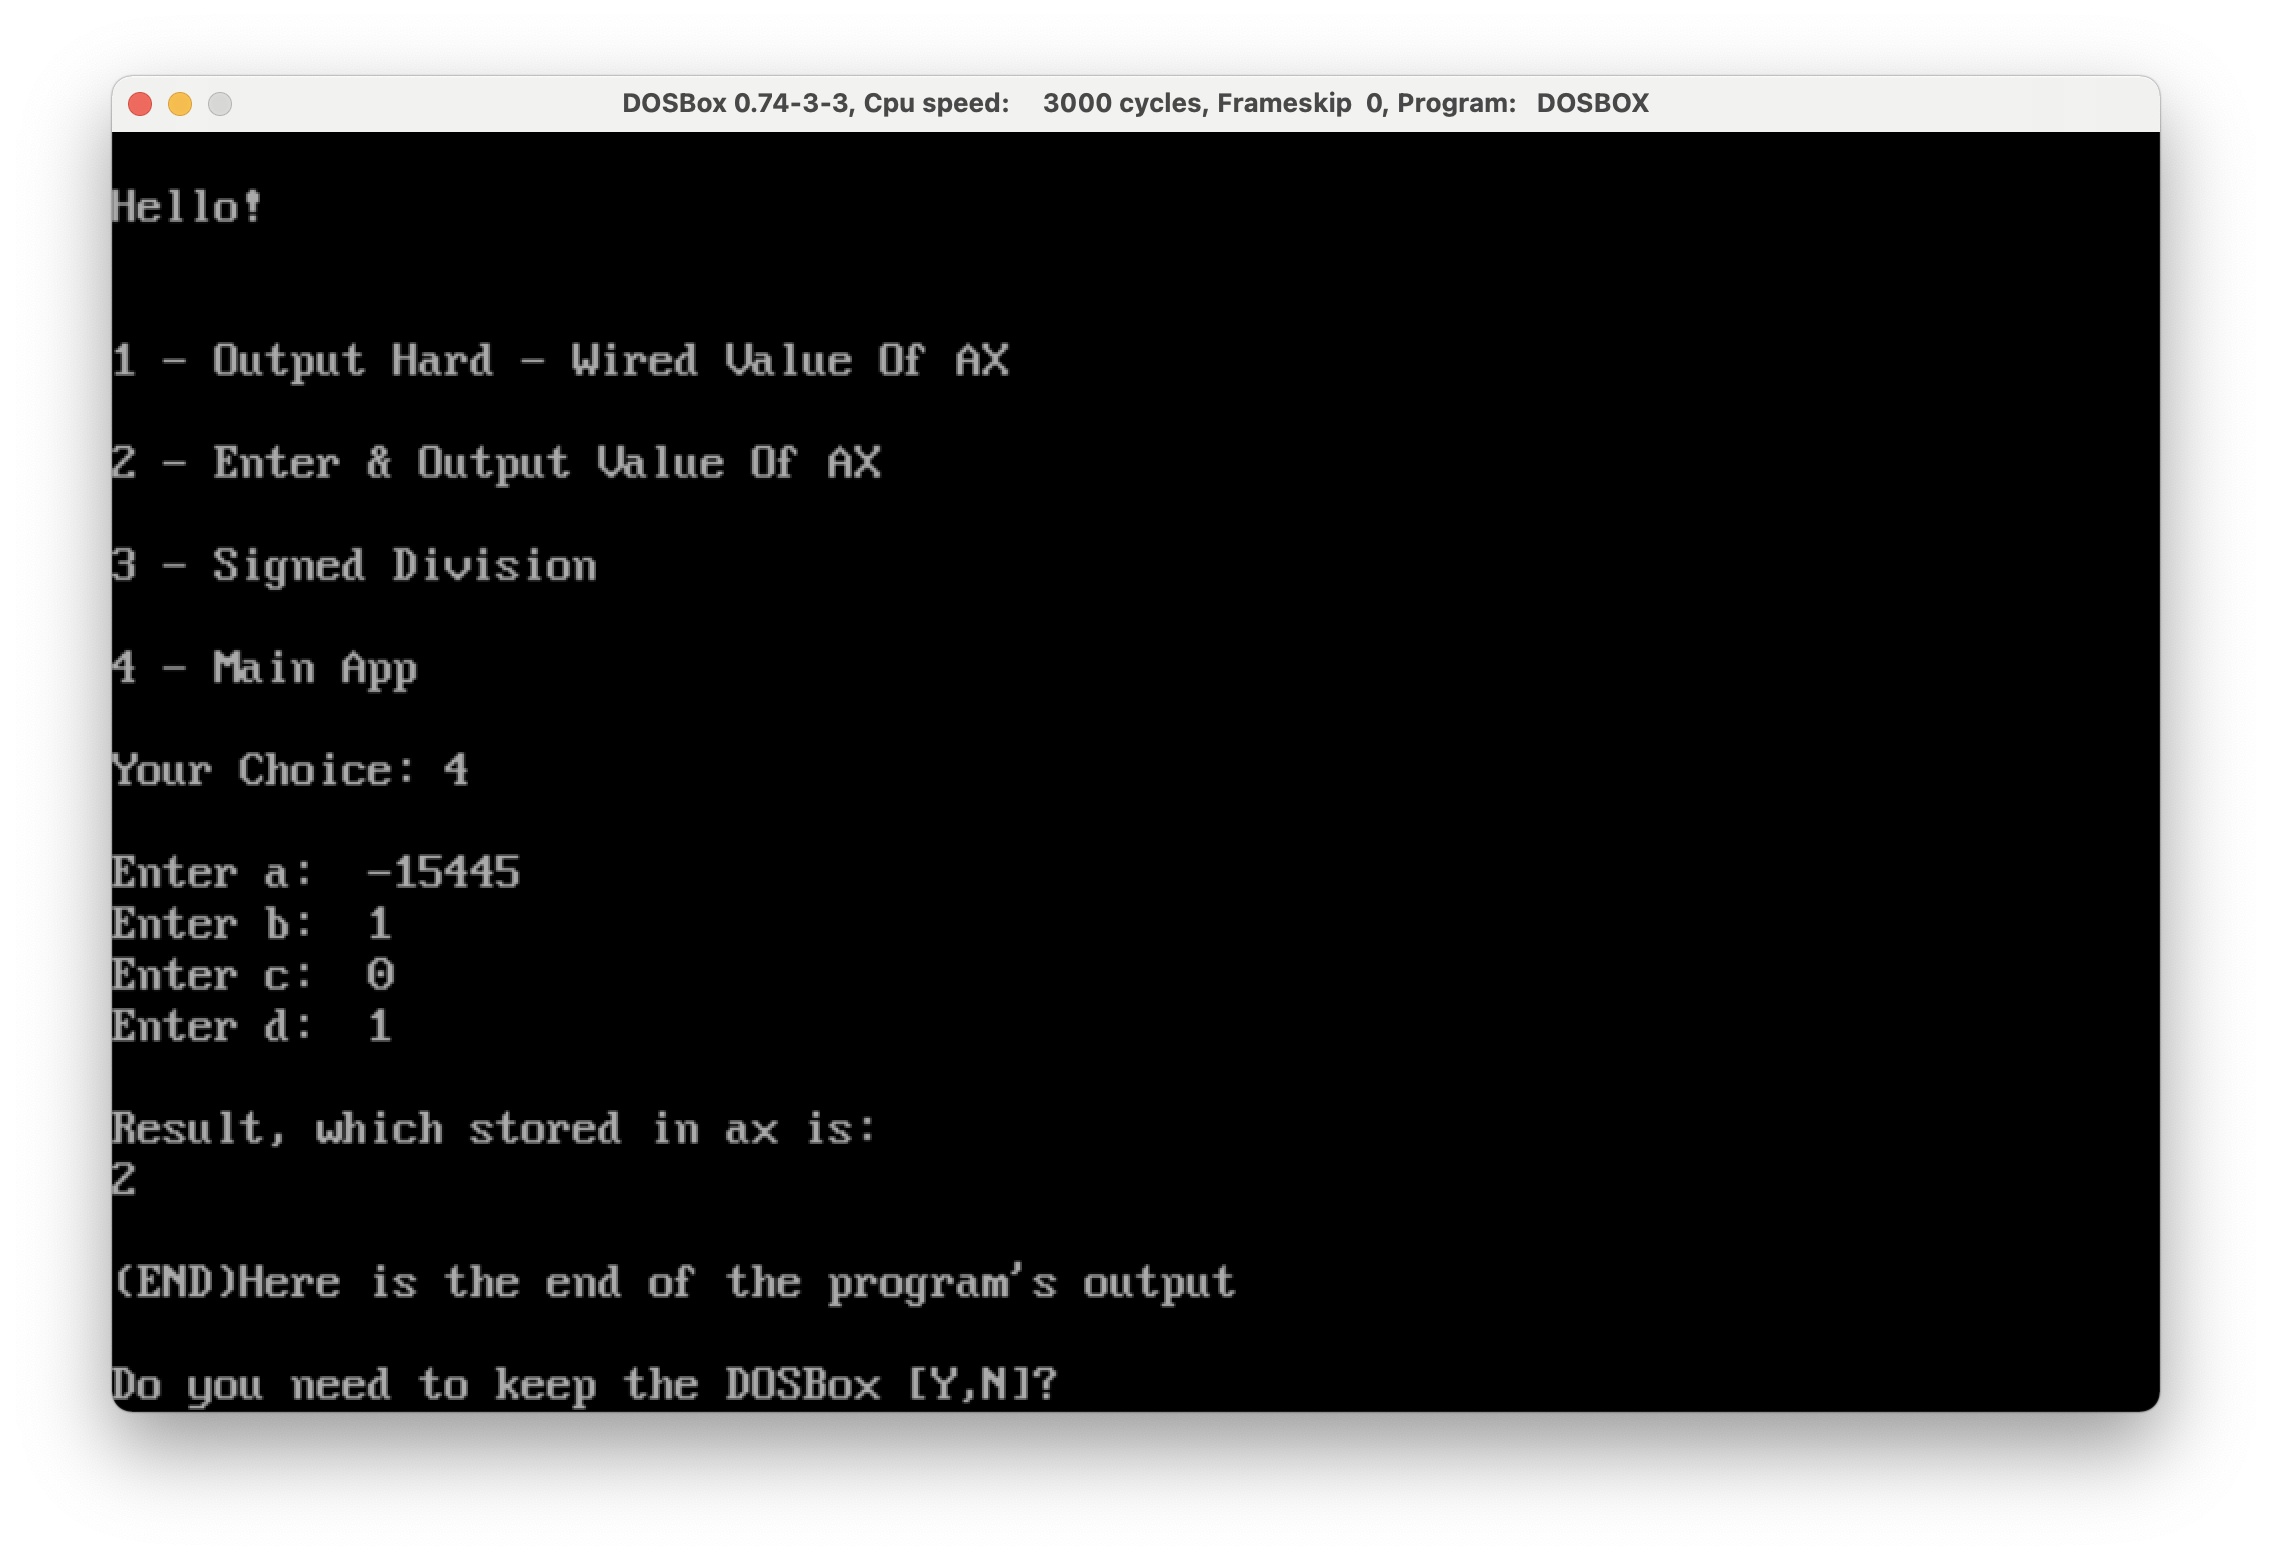 DOSBox 0.74-3-3, Cpu speed:    3000 cycles, Frameskip  0, Program:   DOSBOX
Hello!
1 - Output Hard - Wired Value Of AX
2 - Enter & Output Value Of AX
3 - Signed Division
4 - Main App
Your Choice: 4
Enter a:  -15445
Enter b:  1
Enter c:  0
Enter d:  1
Result, which stored in ax is:
2
(END)Here is the end of the program's output
Do you need to keep the DOSBox [Y,N]?